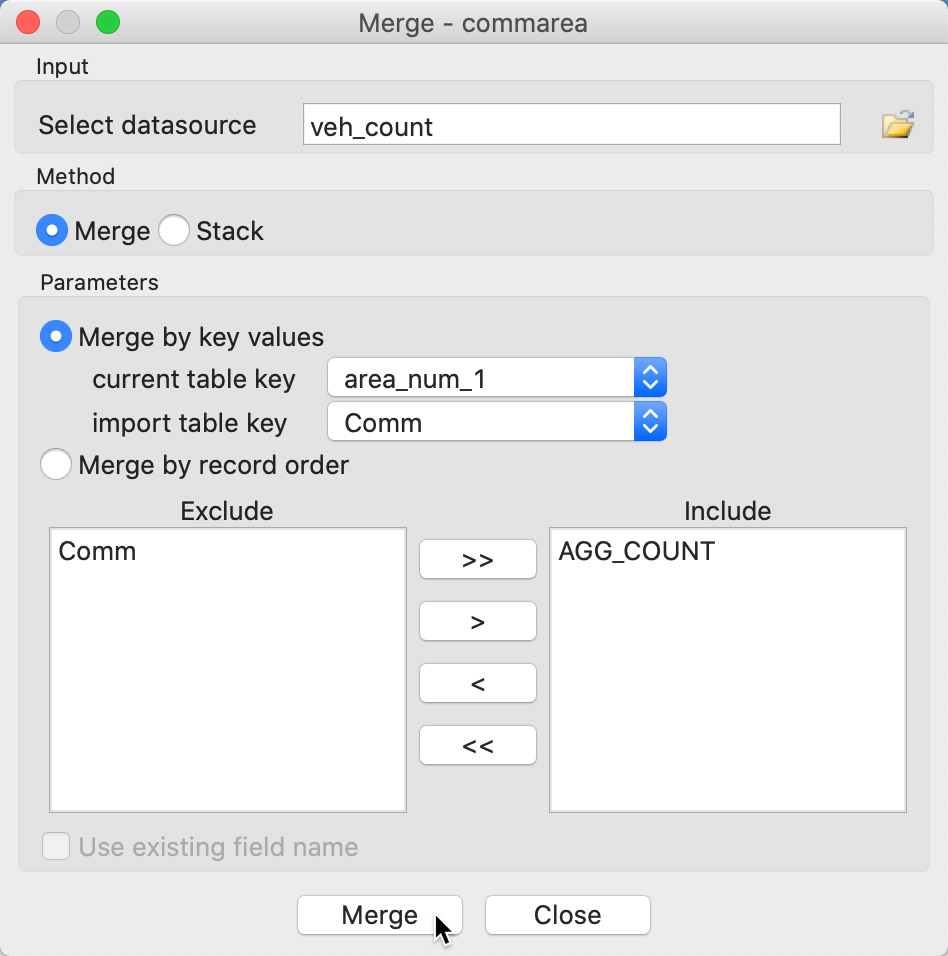 Merge - commarea
Input
Select datasource veh_count
Method
Merge Stack
Parameters
Merge by key values
current table key area_num_1
import table key Comm
Merge by record order
Exclude Include
Comm >> AGG_COUNT
>
<
<<
Use existing field name
Merge Close